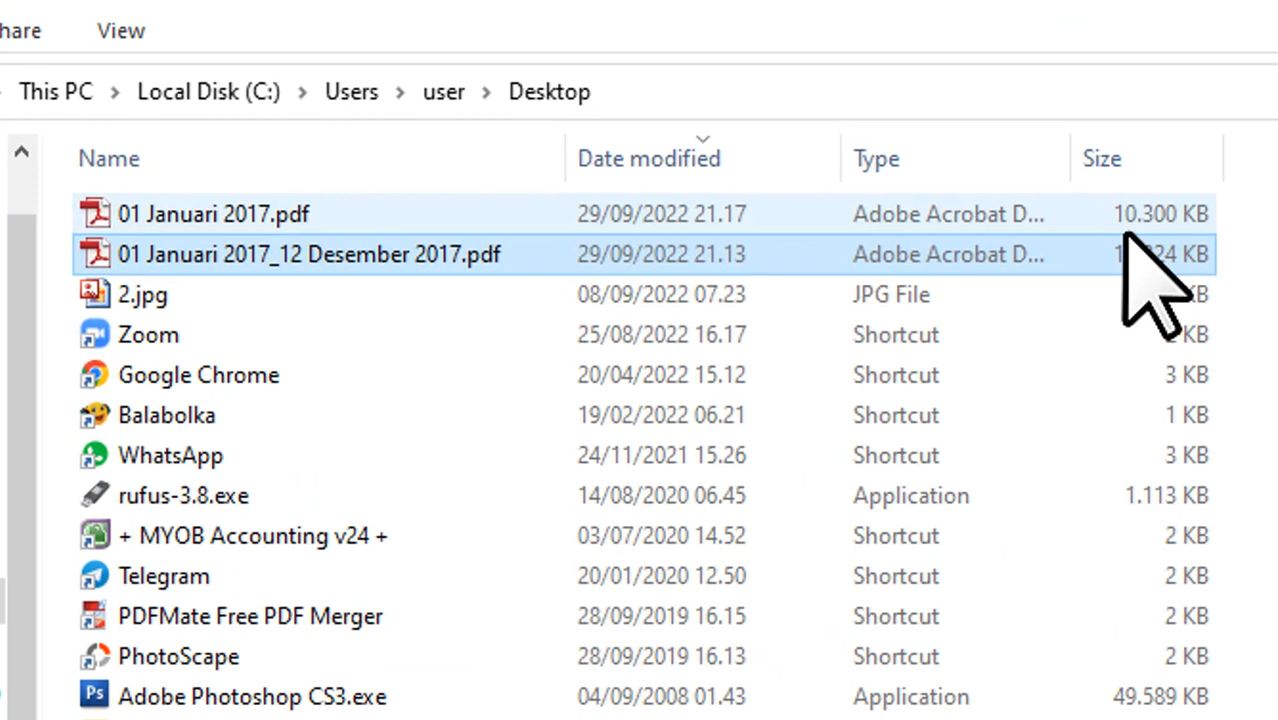 hare View
This PC > Local Disk (C:) > Users > user > Desktop
Name Date modified Type Size
01 Januari 2017.pdf 29/09/2022 21.17 Adobe Acrobat D... 10.300 KB
01 Januari 2017_12 Desember 2017.pdf 29/09/2022 21.13 Adobe Acrobat D... KB
2.jpg 08/09/2022 07.23 JPG File KB
Zoom 25/08/2022 16.17 Shortcut KB
Google Chrome 20/04/2022 15.12 Shortcut 3 KB
Balabolka 19/02/2022 06.21 Shortcut 1 KB
WhatsApp 24/11/2021 15.26 Shortcut 3 KB
rufus-3.8.exe 14/08/2020 06.45 Application 1.113 KB
+ MYOB Accounting v24 + 03/07/2020 14.52 Shortcut 2 KB
Telegram 20/01/2020 12.50 Shortcut 2 KB
PDFMate Free PDF Merger 28/09/2019 16.15 Shortcut 2 KB
PhotoScape 28/09/2019 16.13 Shortcut 2 KB
Ps Adobe Photoshop CS3.exe 04/09/2008 01.43 Application 49.589 KB